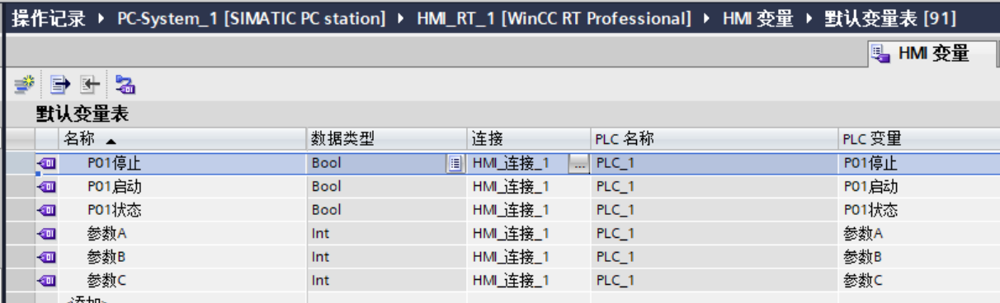 操作记录 ▸ PC-System_1 [SIMATIC PC station] ▸ HMI_RT_1 [WinCC RT Professional] ▸ HMI 变量 ▸ 默认变量表 [91]
HMI 变量
默认变量表
名称 数据类型 连接 PLC 名称 PLC 变量
P01停止 Bool HMI_连接_1 ... PLC_1 P01停止
P01启动 Bool HMI_连接_1 PLC_1 P01启动
P01状态 Bool HMI_连接_1 PLC_1 P01状态
参数A Int HMI_连接_1 PLC_1 参数A
参数B Int HMI_连接_1 PLC_1 参数B
参数C Int HMI_连接_1 PLC_1 参数C
<添加>